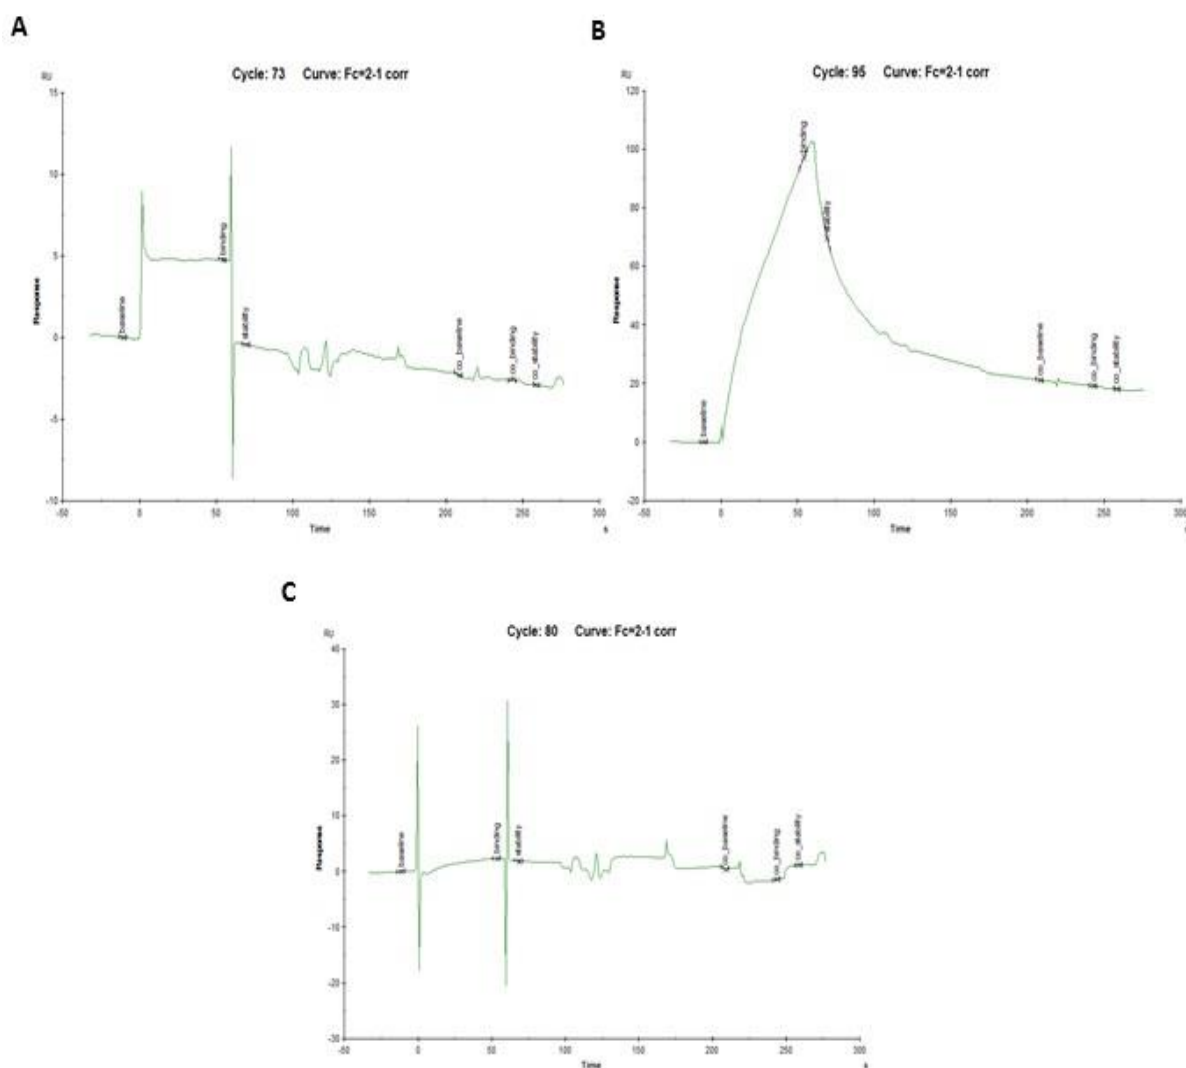 A
B
Cycle: 73 Curve: Fc=2-1 corr
Cycle: 95 Curve: Fc=2-1 corr
RU
RU
15
10
5
0
-5
-10
Response
baseline
binding
stability
co_baseline
co_binding
co_stability
-50
0
50
100
150
200
250
300
Time
s
120
100
80
60
40
20
0
-20
Response
baseline
binding
stability
co_baseline
co_binding
co_stability
-50
0
50
100
150
200
250
300
Time
C
Cycle: 80 Curve: Fc=2-1 corr
RU
40
30
20
10
0
-10
-20
-30
Response
baseline
binding
stability
co_baseline
co_binding
co_stability
-50
0
50
100
150
200
250
300
Time
s